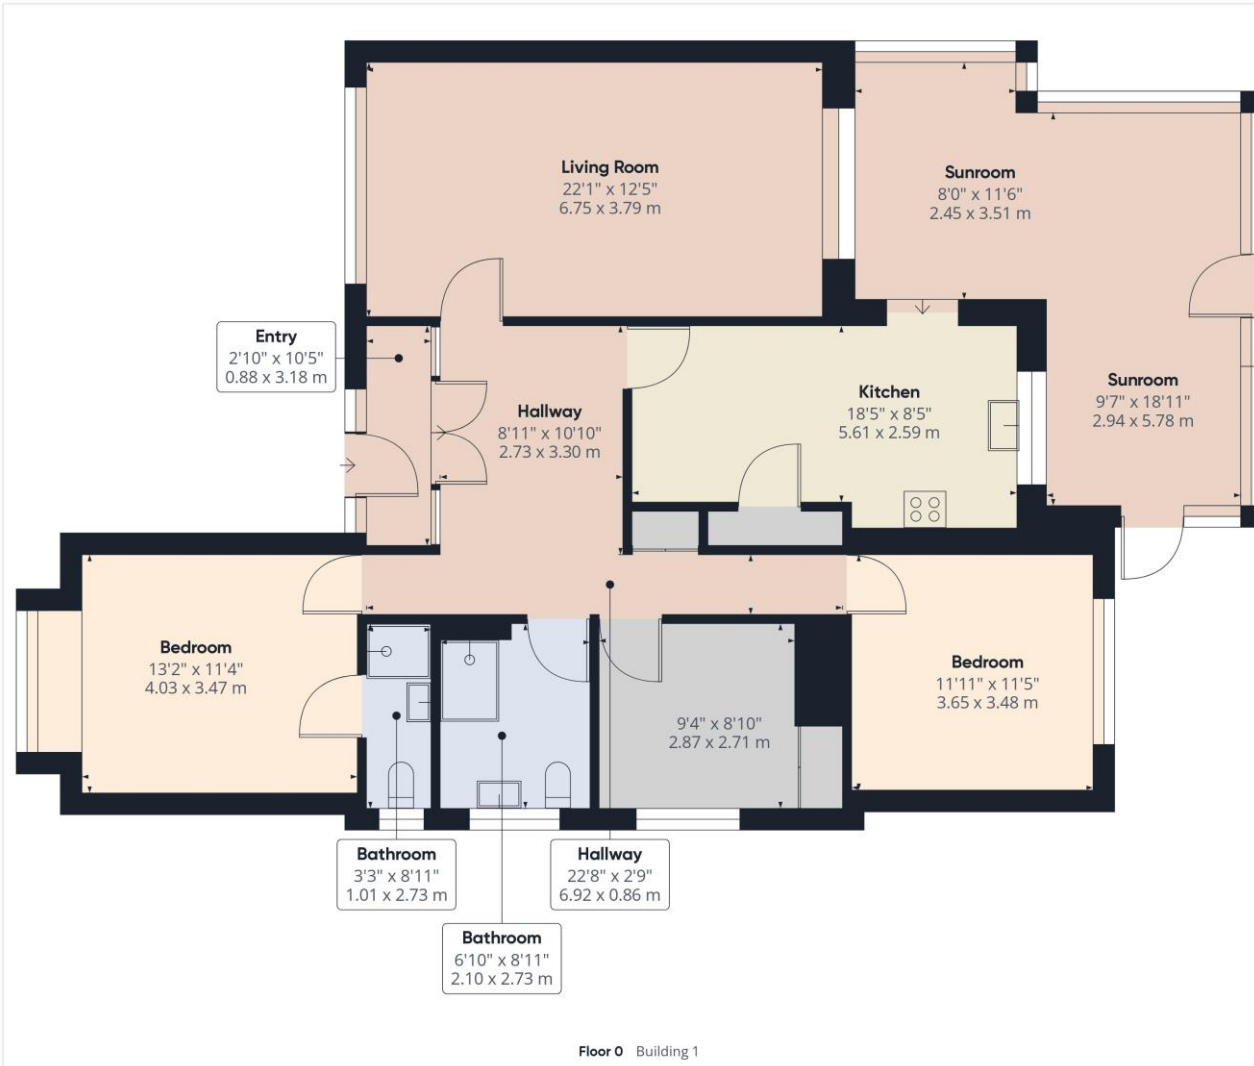 Living Room
22'1" x 12'5"
6.75 x 3.79 m
Sunroom
8'0" x 11'6"
2.45 x 3.51 m
Entry
2'10" x 10'5"
0.88 x 3.18 m
Hallway
8'11" x 10'10"
2.73 x 3.30 m
Kitchen
18'5" x 8'5"
5.61 x 2.59 m
Sunroom
9'7" x 18'11"
2.94 x 5.78 m
Bedroom
13'2" x 11'4"
4.03 x 3.47 m
9'4" x 8'10"
2.87 x 2.71 m
Bedroom
11'11" x 11'5"
3.65 x 3.48 m
Bathroom
3'3" x 8'11"
1.01 x 2.73 m
Hallway
22'8" x 2'9"
6.92 x 0.86 m
Bathroom
6'10" x 8'11"
2.10 x 2.73 m
Floor 0 Building 1